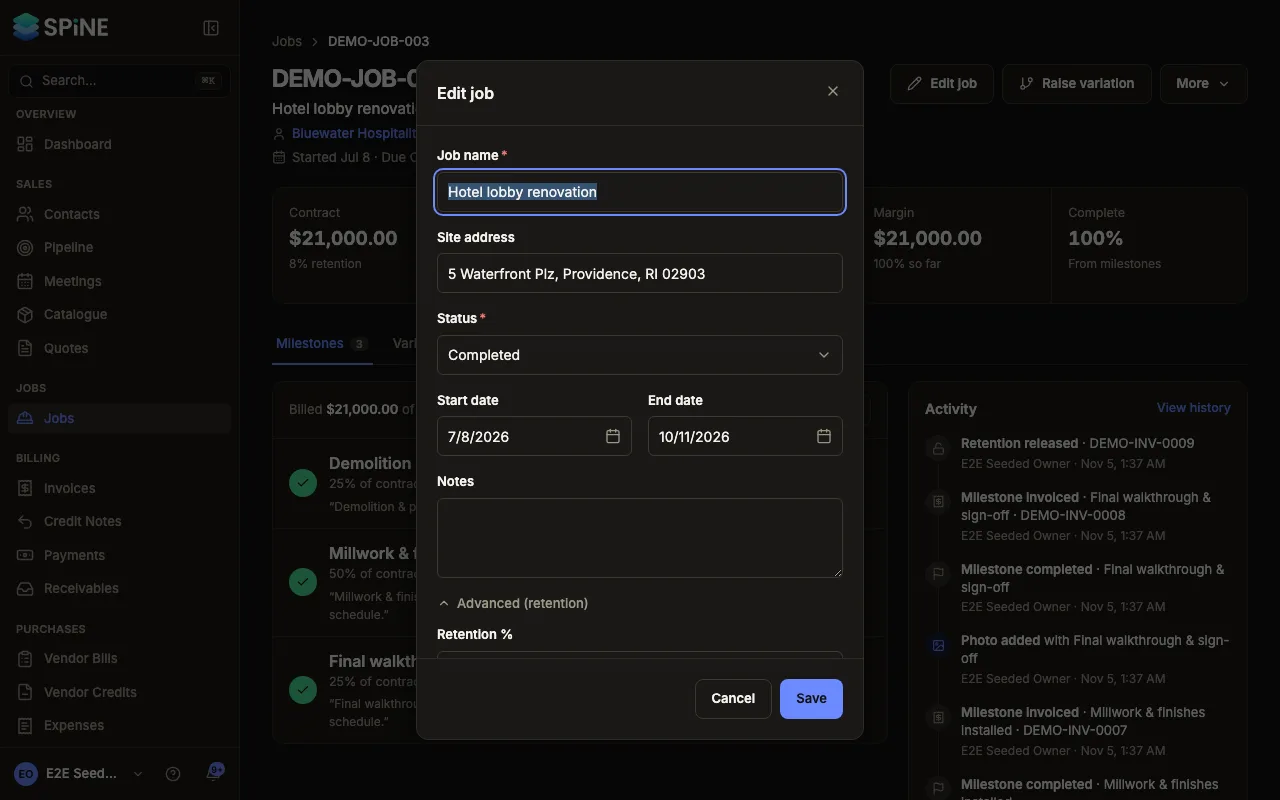 SPiNE
Search...
⌘K
OVERVIEW
Dashboard
SALES
Contacts
Pipeline
Meetings
Catalogue
Quotes
JOBS
Jobs
BILLING
Invoices
Credit Notes
Payments
Receivables
PURCHASES
Vendor Bills
Vendor Credits
Expenses
EO
E2E Seed...
9+
Jobs > DEMO-JOB-003
DEMO-JOB-0
Hotel lobby renovati
Bluewater Hospitalit
Started Jul 8 · Due O
Edit job
Raise variation
More
Contract
$21,000.00
8% retention
Margin
$21,000.00
100% so far
Complete
100%
From milestones
Milestones 3
Vari
Billed $21,000.00 of
Demolition
25% of contrac
"Demolition & p
Millwork & f
50% of contrac
"Millwork & finis
schedule."
Final walkth
25% of contrac
"Final walkthrou
schedule."
Edit job
Job name *
Hotel lobby renovation
Site address
5 Waterfront Plz, Providence, RI 02903
Status *
Completed
Start date
End date
7/8/2026
10/11/2026
Notes
Advanced (retention)
Retention %
Cancel
Save
Activity
View history
Retention released · DEMO-INV-0009
E2E Seeded Owner · Nov 5, 1:37 AM
Milestone invoiced · Final walkthrough &
sign-off · DEMO-INV-0008
E2E Seeded Owner · Nov 5, 1:37 AM
Milestone completed · Final walkthrough &
sign-off
E2E Seeded Owner · Nov 5, 1:37 AM
Photo added with Final walkthrough & sign-
off
E2E Seeded Owner · Nov 5, 1:37 AM
Milestone invoiced · Millwork & finishes
installed · DEMO-INV-0007
E2E Seeded Owner · Nov 5, 1:37 AM
Milestone completed · Millwork & finishes